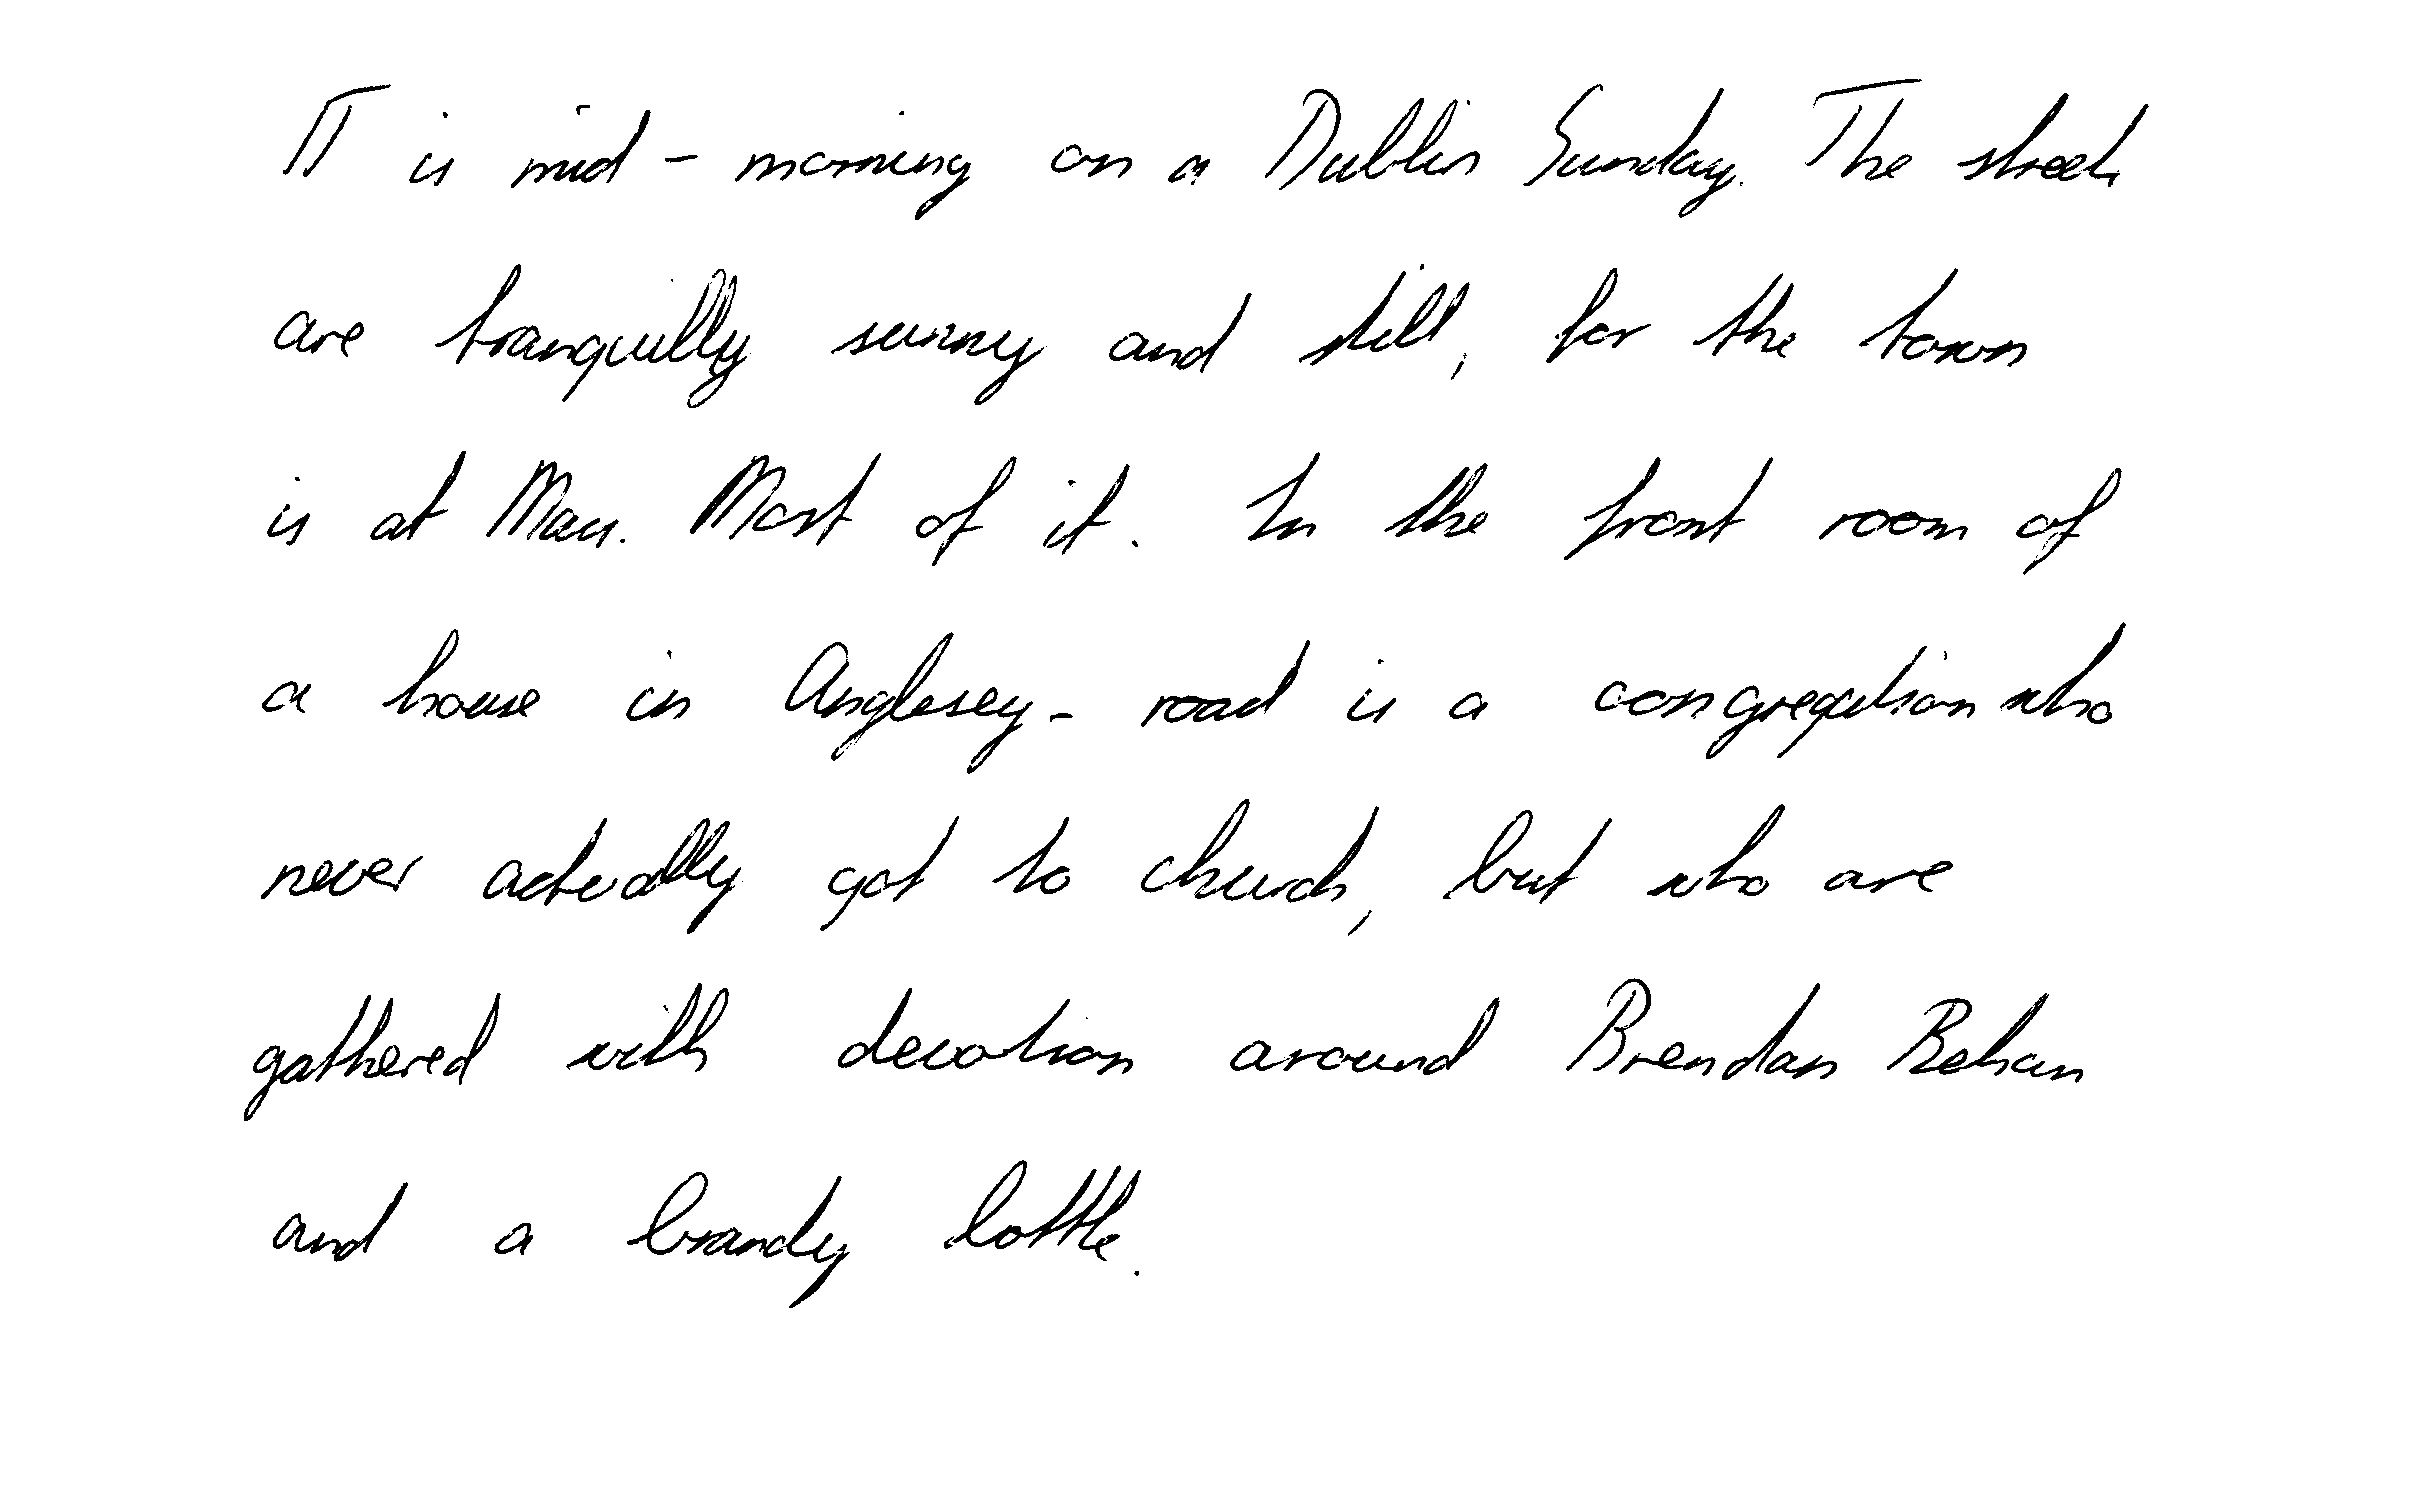 IT is mid-morning on a Dublin Sunday. The streets
are tranquilly sunny and still, for the town
is at Mass. Most of it. In the front room of
a house in Anglesey-road is a congregation who
never actually got to church, but who are
gathered with devotion around Brendan Behan
and a brandy bottle.